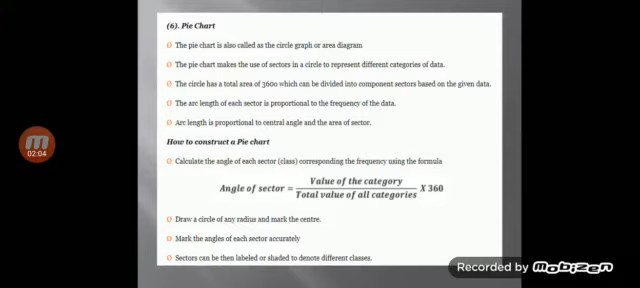 (6). Pie Chart
The pie chart is also called as the circle graph or area diagram
The pie chart makes the use of sectors in a circle to represent different categories of data.
The circle has a total area of 3600 which can be divided into component sectors based on the given data.
The arc length of each sector is proportional to the frequency of the data.
Arc length is proportional to central angle and the area of sector.
How to construct a Pie chart
Calculate the angle of each sector (class) corresponding the frequency using the formula
Angle of sector = Value of the category / Total value of all categories X 360
Draw a circle of any radius and mark the centre.
Mark the angles of each sector accurately
Sectors can be then labeled or shaded to denote different classes.
02:04
Recorded by Mobizen